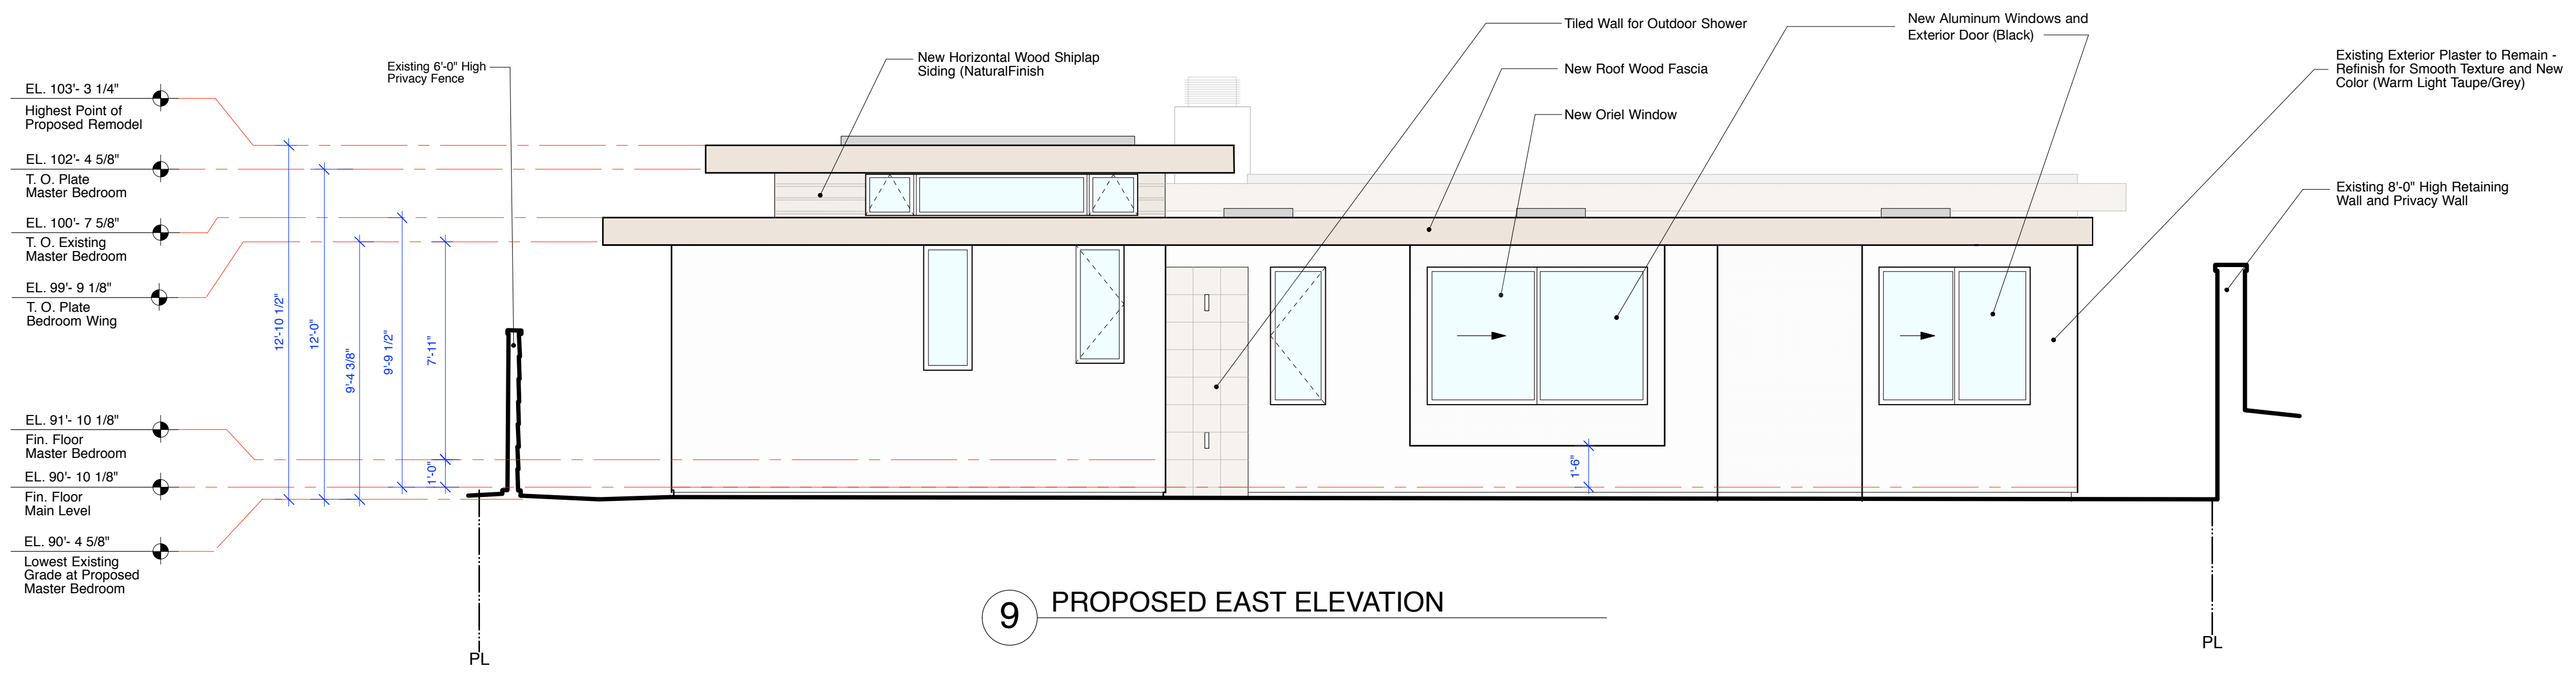 EL. 103'- 3 1/4"
Highest Point of
Proposed Remodel
EL. 102'- 4 5/8"
T. O. Plate
Master Bedroom
EL. 100'- 7 5/8"
T. O. Existing
Master Bedroom
EL. 99'- 9 1/8"
T. O. Plate
Bedroom Wing
EL. 91'- 10 1/8"
Fin. Floor
Master Bedroom
EL. 90'- 10 1/8"
Fin. Floor
Main Level
EL. 90'- 4 5/8"
Lowest Existing
Grade at Proposed
Master Bedroom
12'-10 1/2"
12'-0"
9'-4 3/8"
9'-9 1/2"
7'-11"
1'-0"
Existing 6'-0" High
Privacy Fence
New Horizontal Wood Shiplap
Siding (NaturalFinish
Tiled Wall for Outdoor Shower
New Roof Wood Fascia
New Oriel Window
New Aluminum Windows and
Exterior Door (Black)
Existing Exterior Plaster to Remain -
Refinish for Smooth Texture and New
Color (Warm Light Taupe/Grey)
Existing 8'-0" High Retaining
Wall and Privacy Wall
1'-6"
PL
9
PROPOSED EAST ELEVATION
PL